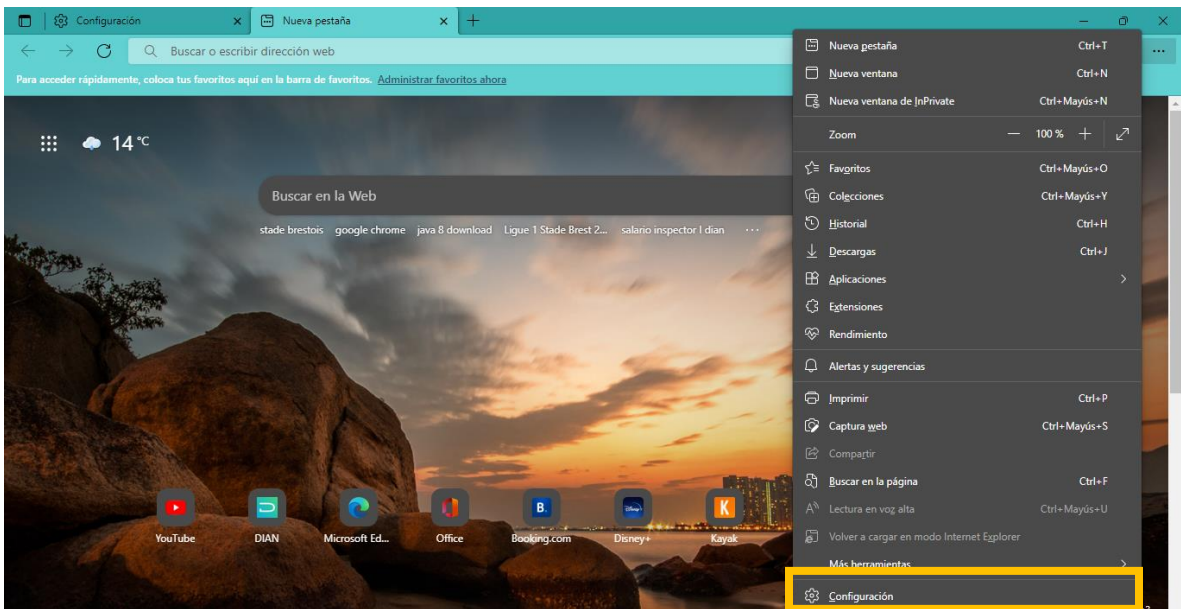 Configuración
Nueva pestaña
Buscar o escribir dirección web
Para acceder rápidamente, coloca tus favoritos aquí en la barra de favoritos. Administrar favoritos ahora
14 °C
Buscar en la Web
stade brestois google chrome java 8 download Ligue 1 Stade Brest 2... salario inspector I dian ...
YouTube
DIAN
Microsoft Ed...
Office
B.
Booking.com
Disney+
Disney+
K
Kayak
Nueva pestaña Ctrl+T
Nueva ventana Ctrl+N
Nueva ventana de InPrivate Ctrl+Mayús+N
Zoom — 100 % +
Favoritos Ctrl+Mayús+O
Colecciones Ctrl+Mayús+Y
Historial Ctrl+H
Descargas Ctrl+J
Aplicaciones
Extensiones
Rendimiento
Alertas y sugerencias
Imprimir Ctrl+P
Captura web Ctrl+Mayús+S
Compartir
Buscar en la página Ctrl+F
Lectura en voz alta Ctrl+Mayús+U
Volver a cargar en modo Internet Explorer
Más herramientas
Configuración